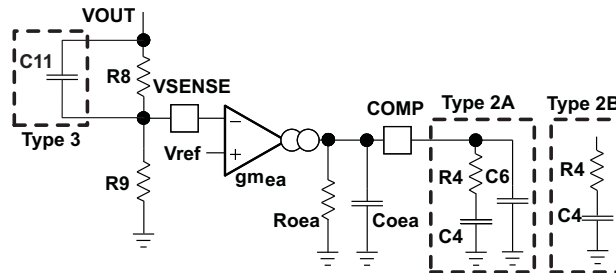 VOUT
C11
R8
VSENSE
Type 3
Vref
R9
gmea
COMP
Roea
Coea
Type 2A
R4
C6
C4
Type 2B
R4
C4